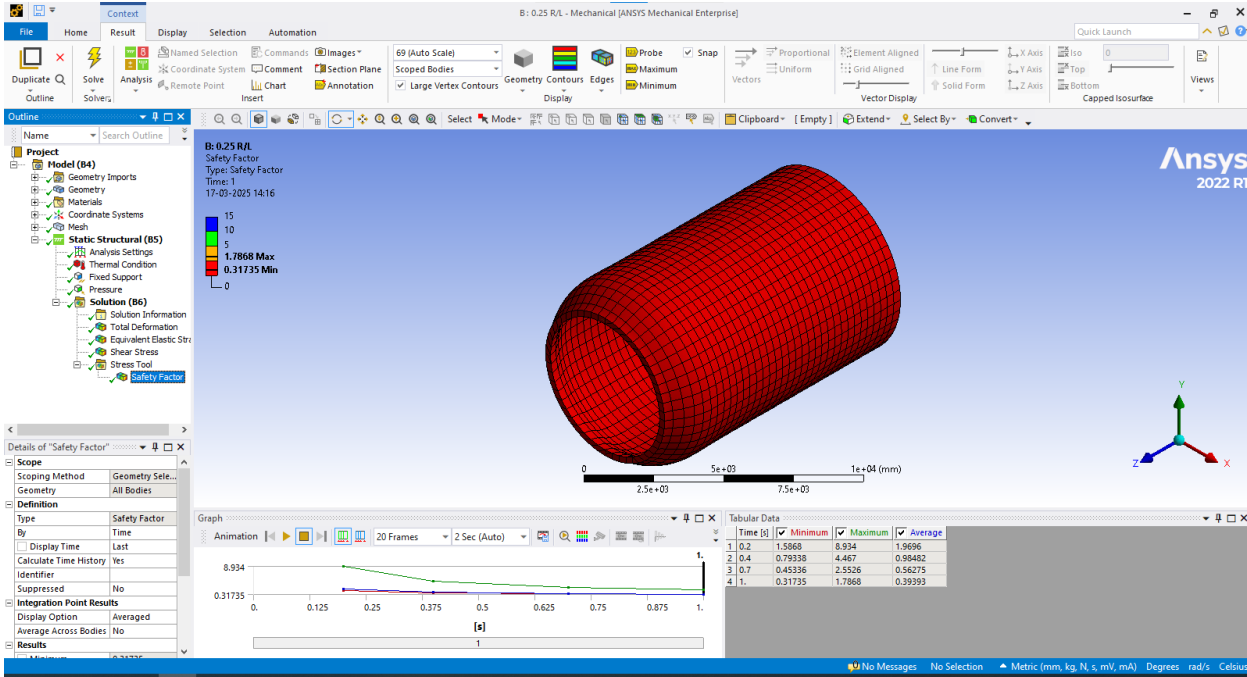 B : 0.25 R/L - Mechanical [ANSYS Mechanical Enterprise]
Context
File Home Result Display Selection Automation
Quick Launch
Duplicate
Outline
Solve
Solver
Analysis
Named Selection
Coordinate System
Remote Point
Commands
Comment
Chart
Images
Section Plane
Annotation
Insert
69 (Auto Scale)
Scoped Bodies
Large Vertex Contours
Geometry Contours Edges
Display
Probe
Maximum
Minimum
Snap
Vectors
Proportional
Uniform
Element Aligned
Grid Aligned
Line Form
Solid Form
X Axis
Y Axis
Z Axis
Vector Display
Iso 0
Top
Bottom
Capped Isosurface
Views
Outline
Name Search Outline
Select Mode Clipboard [ Empty ] Extend Select By Convert
Project
Model (B4)
Geometry Imports
Geometry
Materials
Coordinate Systems
Mesh
Static Structural (B5)
Analysis Settings
Thermal Condition
Fixed Support
Pressure
Solution (B6)
Solution Information
Total Deformation
Equivalent Elastic Stra
Shear Stress
Stress Tool
Safety Factor
B: 0.25 R/L
Safety Factor
Type: Safety Factor
Time: 1
17-03-2025 14:16
15
10
5
1.7868 Max
0.31735 Min
0
Ansys
2022 R1
0 5e+03 1e+04 (mm)
2.5e+03 7.5e+03
Y
Z X
Details of "Safety Factor"
Scope
Scoping Method Geometry Sele...
Geometry All Bodies
Definition
Type Safety Factor
By Time
Display Time Last
Calculate Time History Yes
Identifier
Suppressed No
Integration Point Results
Display Option Averaged
Average Across Bodies No
Results
Graph
Animation 20 Frames 2 Sec (Auto)
1.
8.934
0.31735
0. 0.125 0.25 0.375 0.5 0.625 0.75 0.875 1.
[s]
1
Tabular Data
Time [s] Minimum Maximum Average
1 0.2 1.5868 8.934 1.9696
2 0.4 0.79338 4.467 0.98482
3 0.7 0.45336 2.5526 0.56275
4 1. 0.31735 1.7868 0.39393
No Messages No Selection Metric (mm, kg, N, s, mV, mA) Degrees rad/s Celsius